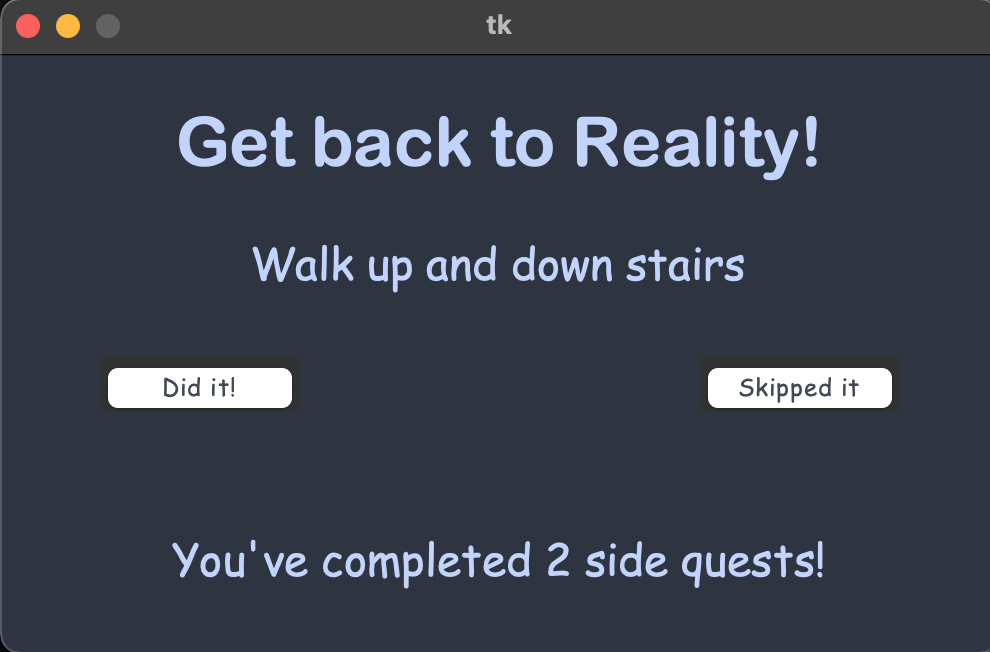 tk
Get back to Reality!
Walk up and down stairs
Did it!
Skipped it
You've completed 2 side quests!